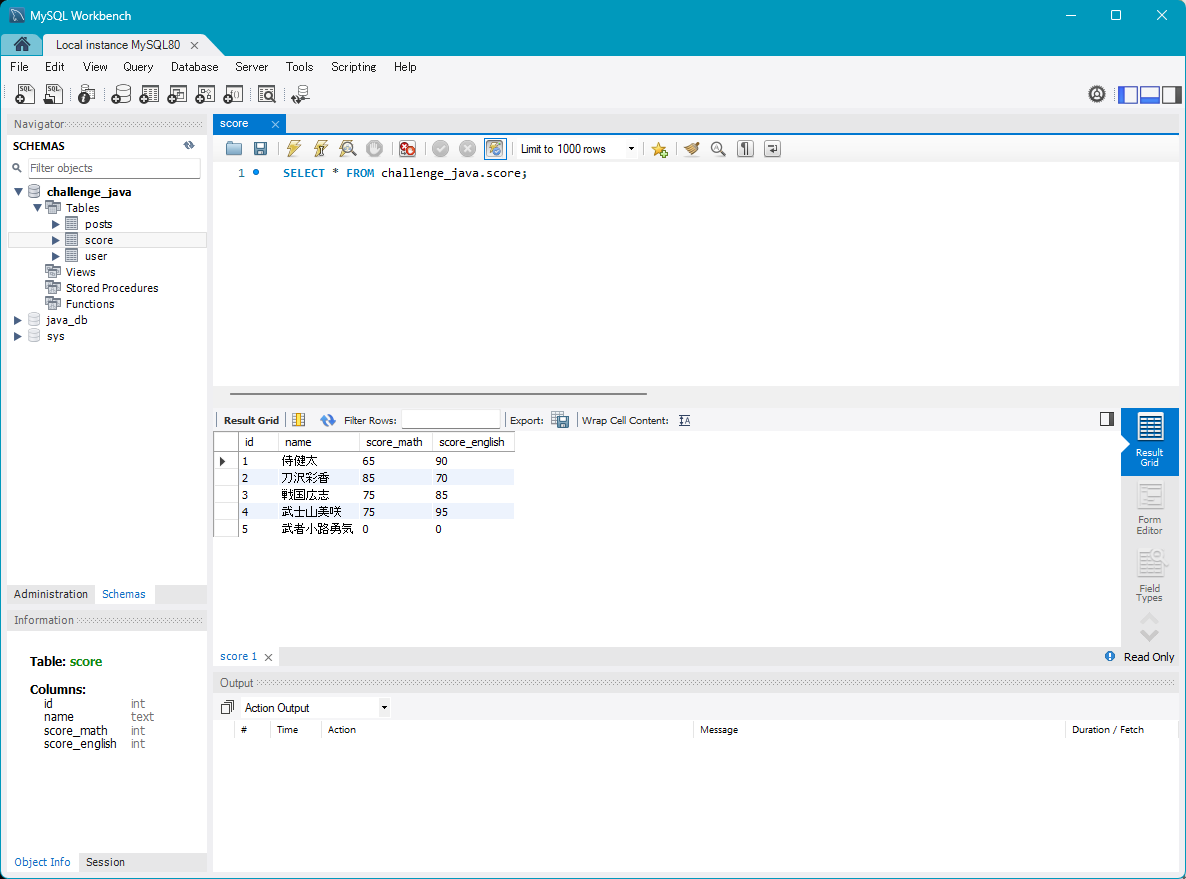 MySQL Workbench
Local instance MySQL80
File Edit View Query Database Server Tools Scripting Help
Navigator
SCHEMAS
Filter objects
challenge_java
Tables
posts
score
user
Views
Stored Procedures
Functions
java_db
sys
Administration Schemas
Information
Table: score
Columns:
id int
name text
score_math int
score_english int
Object Info Session
score
Limit to 1000 rows
1 SELECT * FROM challenge_java.score;
Result Grid Filter Rows: Export: Wrap Cell Content:
id name score_math score_english
1 侍健太 65 90
2 刀沢彩香 85 70
3 戦国広志 75 85
4 武士山美咲 75 95
5 武者小路勇気 0 0
Result
Grid
Form
Editor
Field
Types
score 1 Read Only
Output
Action Output
# Time Action Message Duration / Fetch